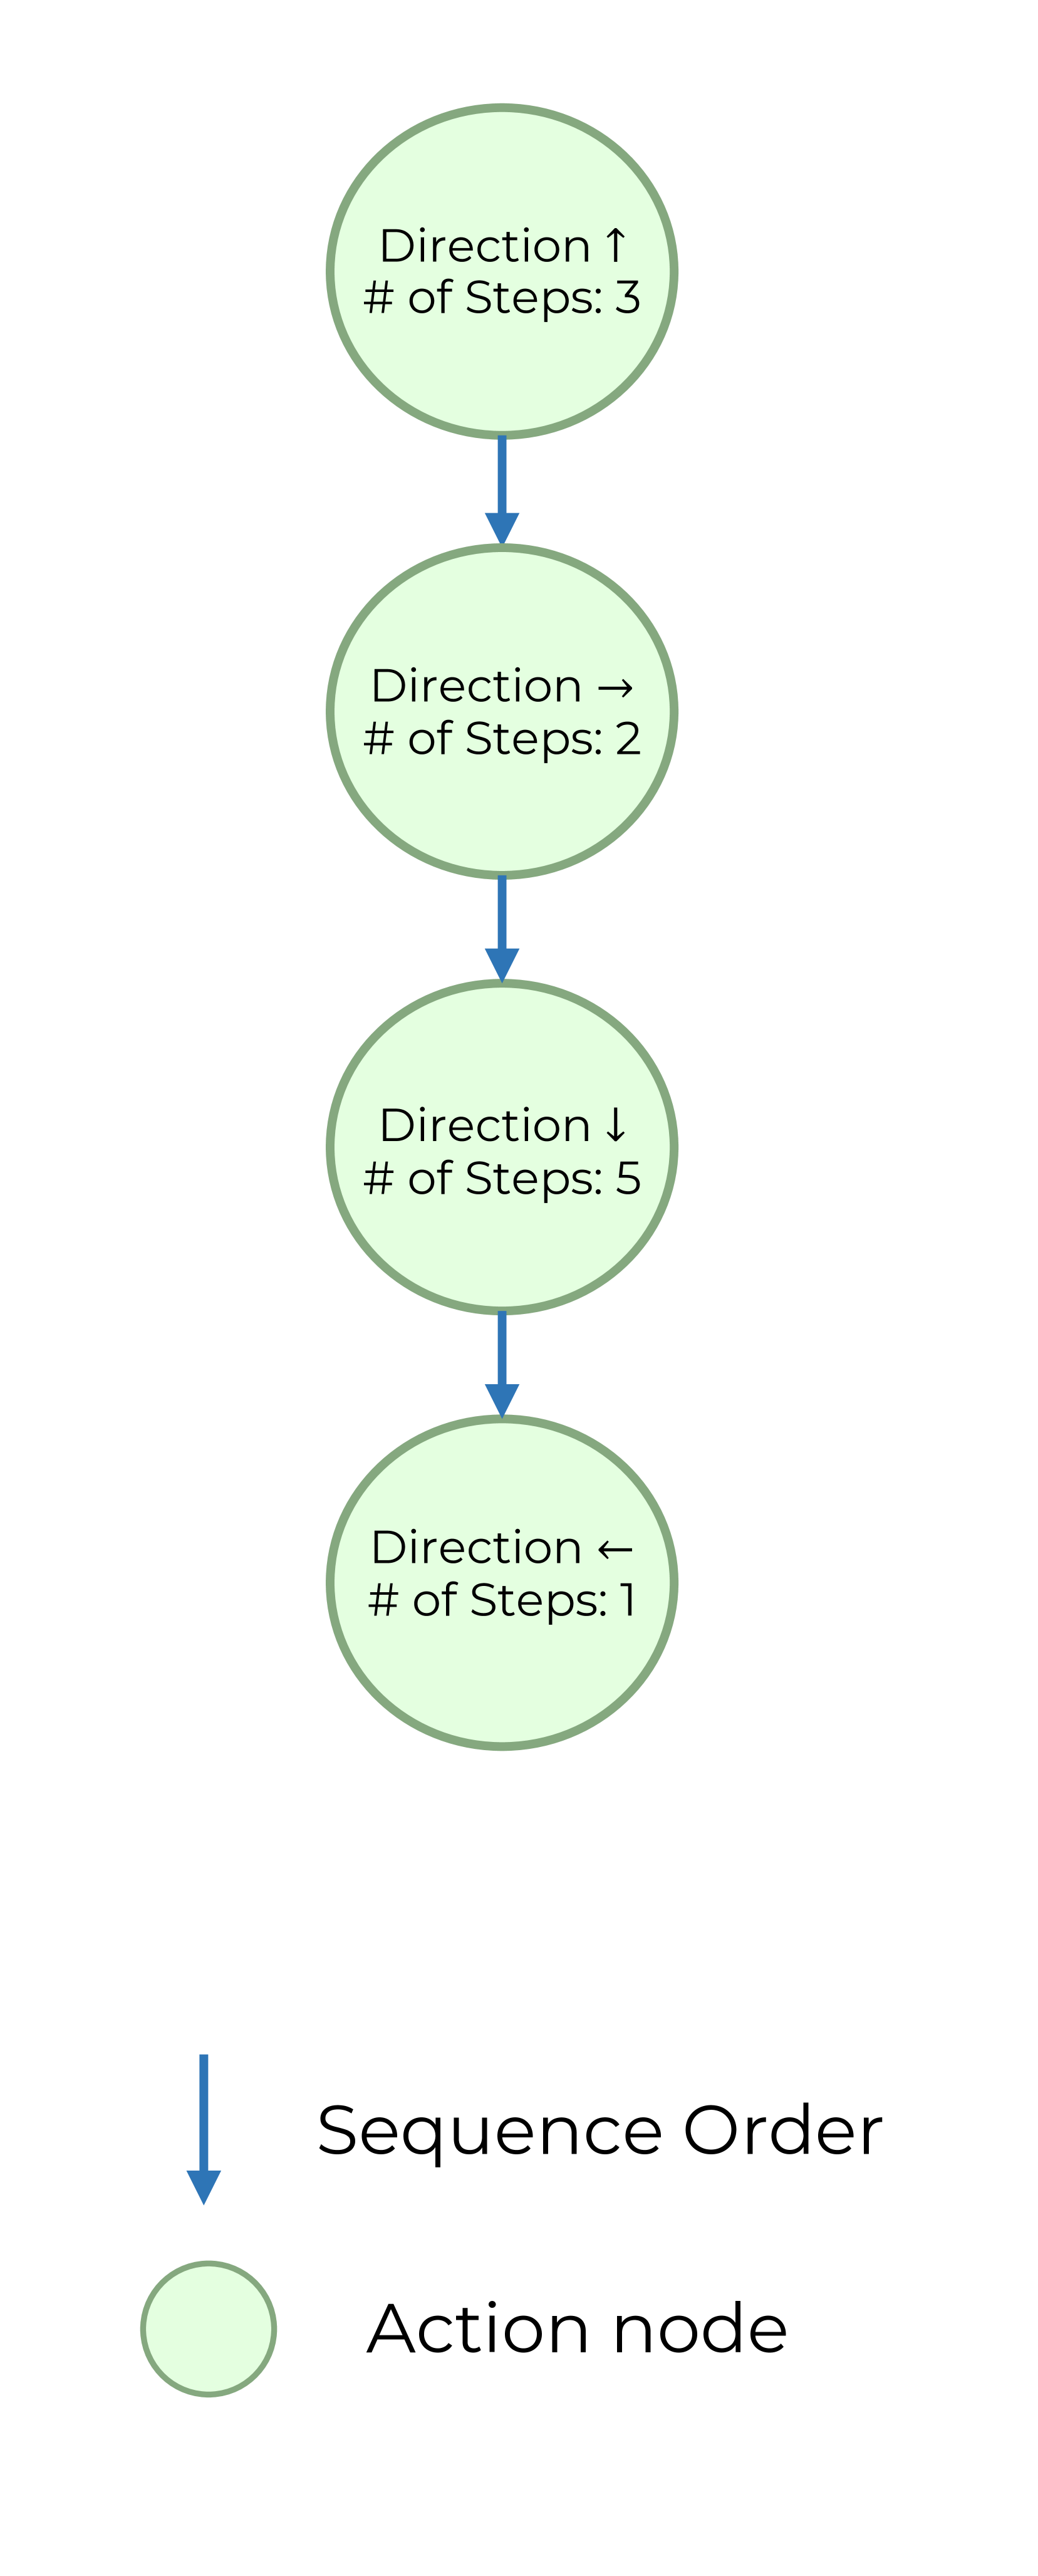 Direction ↑
# of Steps: 3
Direction →
# of Steps: 2
Direction ↓
# of Steps: 5
Direction ←
# of Steps: 1
Sequence Order
Action node